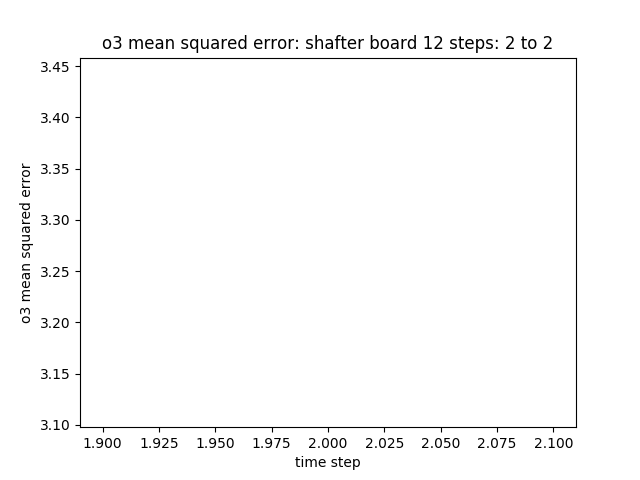 o3 mean squared error: shafter board 12 steps: 2 to 2
3.45
3.40
3.35
3.30
3.25
3.20
3.15
3.10
o3 mean squared error
1.900 1.925 1.950 1.975 2.000 2.025 2.050 2.075 2.100
time step